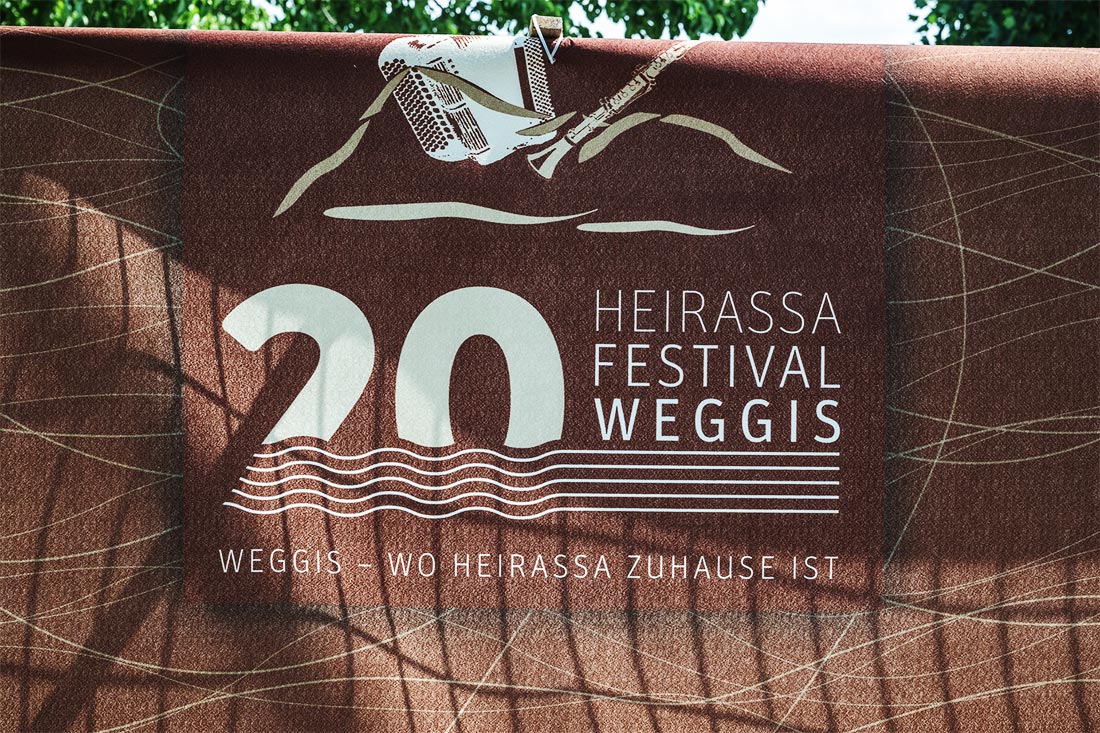 20
HEIRASSA
FESTIVAL
WEGGIS
WEGGIS – WO HEIRASSA ZUHAUSE IST